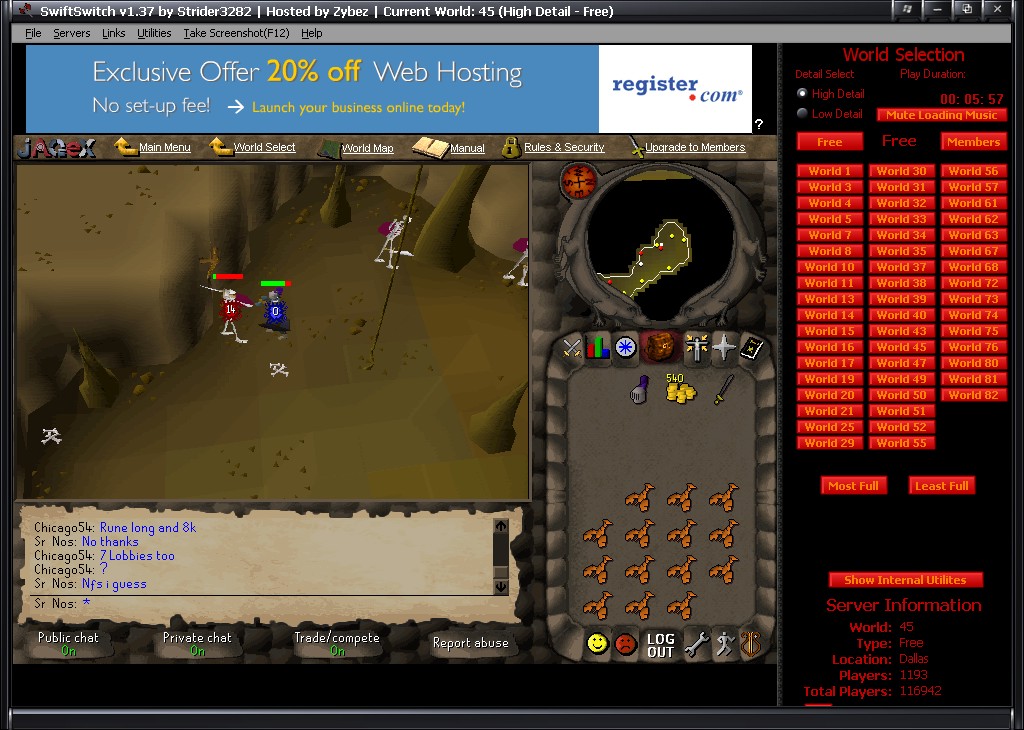 SwiftSwitch v1.37 by Strider3282 | Hosted by Zybez | Current World: 45 (High Detail - Free)
File Servers Links Utilities Take Screenshot(F12) Help
Exclusive Offer 20% off Web Hosting
No set-up fee! → Launch your business online today!
register.com®
?
JAGeX Main Menu World Select World Map Manual Rules & Security Upgrade to Members
14
0
540
Chicago54: Rune long and 8k
Sr Nos: No thanks
Chicago54: 7 Lobbies too
Chicago54: ?
Sr Nos: Nfs i guess
Sr Nos: *
Public chat
On
Private chat
On
Trade/compete
On
Report abuse
LOG
OUT
World Selection
Detail Select Play Duration:
High Detail 00: 05: 57
Low Detail Mute Loading Music
Free Free Members
World 1 World 30 World 56
World 3 World 31 World 57
World 4 World 32 World 61
World 5 World 33 World 62
World 7 World 34 World 63
World 8 World 35 World 67
World 10 World 37 World 68
World 11 World 38 World 72
World 13 World 39 World 73
World 14 World 40 World 74
World 15 World 43 World 75
World 16 World 45 World 76
World 17 World 47 World 80
World 19 World 49 World 81
World 20 World 50 World 82
World 21 World 51
World 25 World 52
World 29 World 55
Most Full Least Full
Show Internal Utilites
Server Information
World: 45
Type: Free
Location: Dallas
Players: 1193
Total Players: 116942